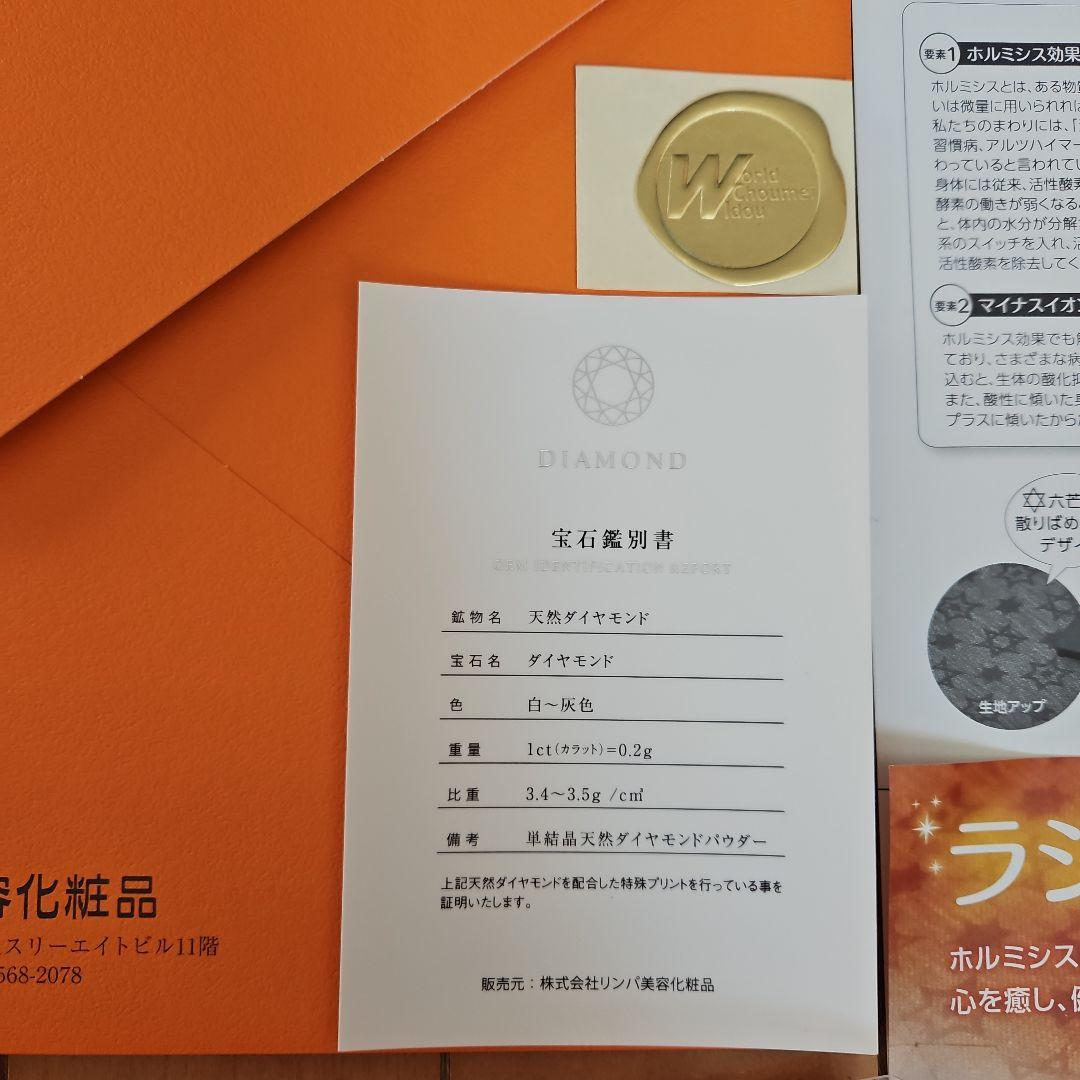 World
Choumei
Idou
DIAMOND
宝石鑑別書
GEM IDENTIFICATION REPORT
鉱物名 天然ダイヤモンド
宝石名 ダイヤモンド
色 白～灰色
重量 1ct(カラット)=0.2g
比重 3.4～3.5g /c㎡
備考 単結晶天然ダイヤモンドパウダー
上記天然ダイヤモンドを配合した特殊プリントを行っている事を
証明いたします。
販売元：株式会社リンパ美容化粧品
容化粧品
スリーエイトビル11階
568-2078
要素1 ホルミシス効果
ホルミシスとは、ある物質
いは微量に用いられれば
私たちのまわりには、「
習慣病、アルツハイマー
わっていると言われてい
身体には従来、活性酸素
酵素の働きが弱くなると
と、体内の水分が分解
系のスイッチを入れ、活
活性酸素を除去してく
要素2 マイナスイオン
ホルミシス効果でも
ており、さまざまな病
込むと、生体の酸化抑
また、酸性に傾いた身
プラスに傾いたから
六芒
散りばめ
デザイ
生地アップ
ラジ
ホルミシス
心を癒し、